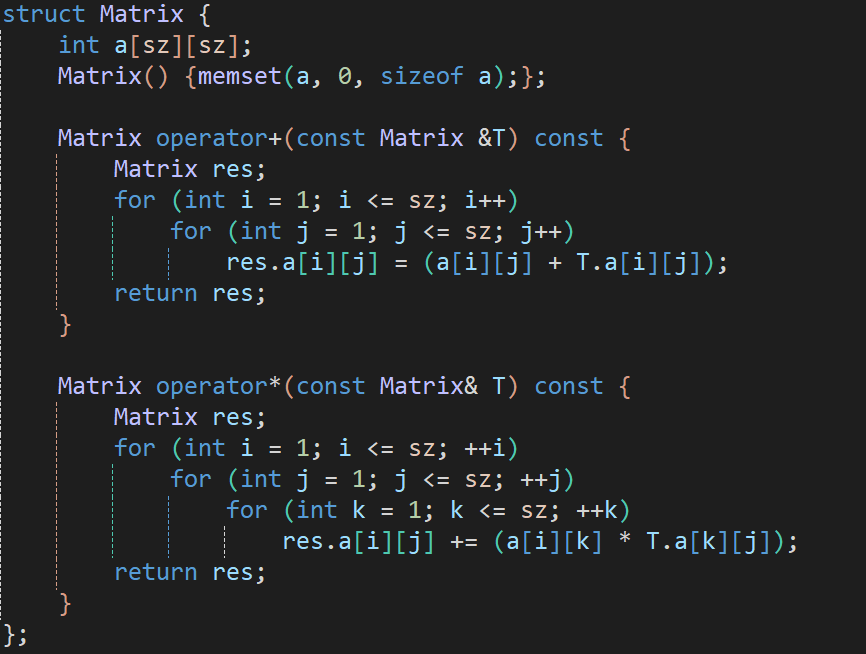 struct Matrix {
    int a[sz][sz];
    Matrix() {memset(a, 0, sizeof a);};

    Matrix operator+(const Matrix &T) const {
        Matrix res;
        for (int i = 1; i <= sz; i++)
            for (int j = 1; j <= sz; j++)
                res.a[i][j] = (a[i][j] + T.a[i][j]);
        return res;
    }

    Matrix operator*(const Matrix& T) const {
        Matrix res;
        for (int i = 1; i <= sz; ++i)
            for (int j = 1; j <= sz; ++j)
                for (int k = 1; k <= sz; ++k)
                    res.a[i][j] += (a[i][k] * T.a[k][j]);
        return res;
    }
};